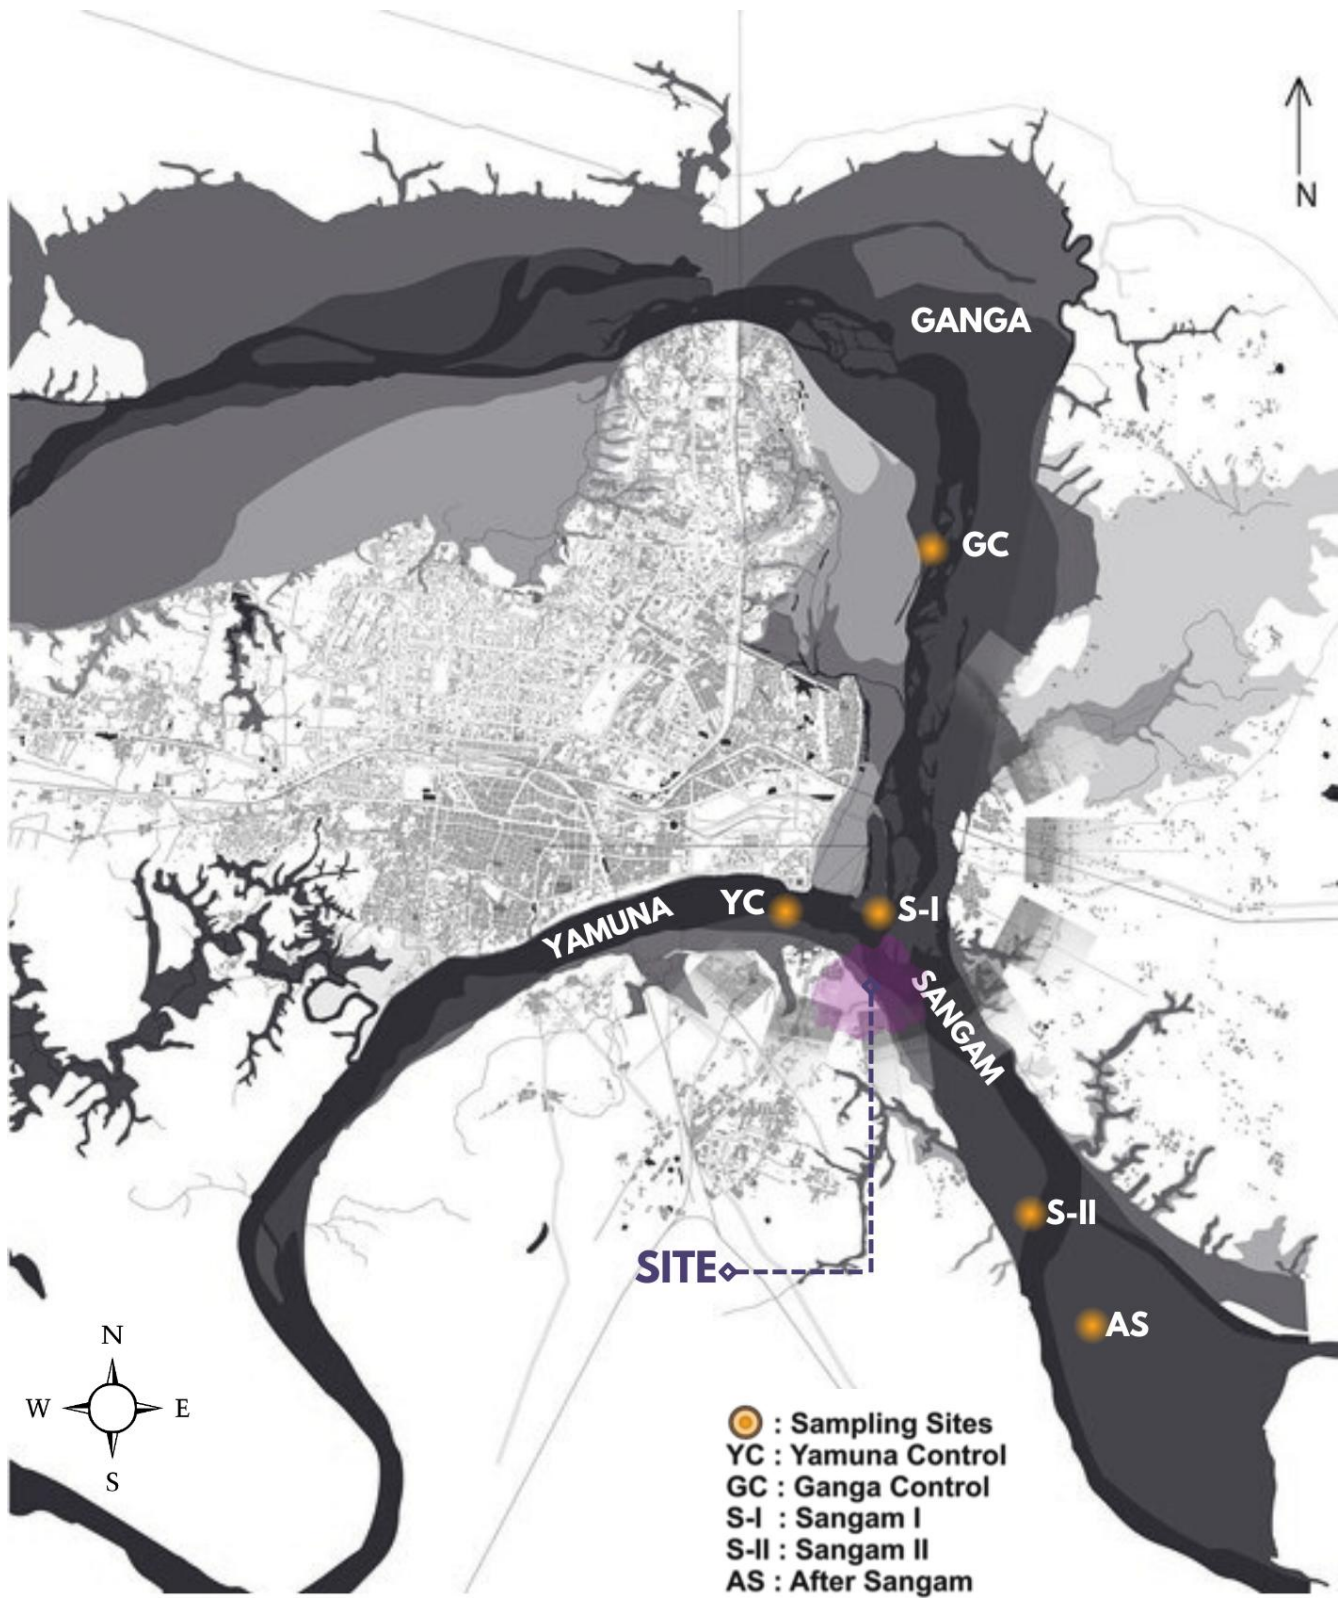 N
GANGA
GC
YC
S-I
YAMUNA
SANGAM
S-II
SITE
AS
N
W E
S
: Sampling Sites
YC : Yamuna Control
GC : Ganga Control
S-I : Sangam I
S-II : Sangam II
AS : After Sangam